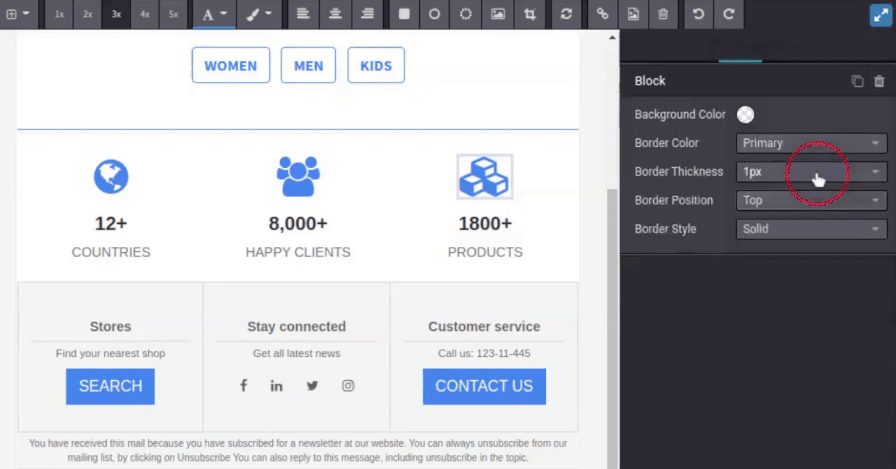 1x 2x 3x 4x 5x A
WOMEN MEN KIDS
12+ 8,000+ 1800+
COUNTRIES HAPPY CLIENTS PRODUCTS
Stores Stay connected Customer service
Find your nearest shop Get all latest news Call us: 123-11-445
SEARCH CONTACT US
You have received this mail because you have subscribed for a newsletter at our website. You can always unsubscribe from our
mailing list, by clicking on Unsubscribe You can also reply to this message, including unsubscribe in the topic.
Block
Background Color
Border Color Primary
Border Thickness 1px
Border Position Top
Border Style Solid